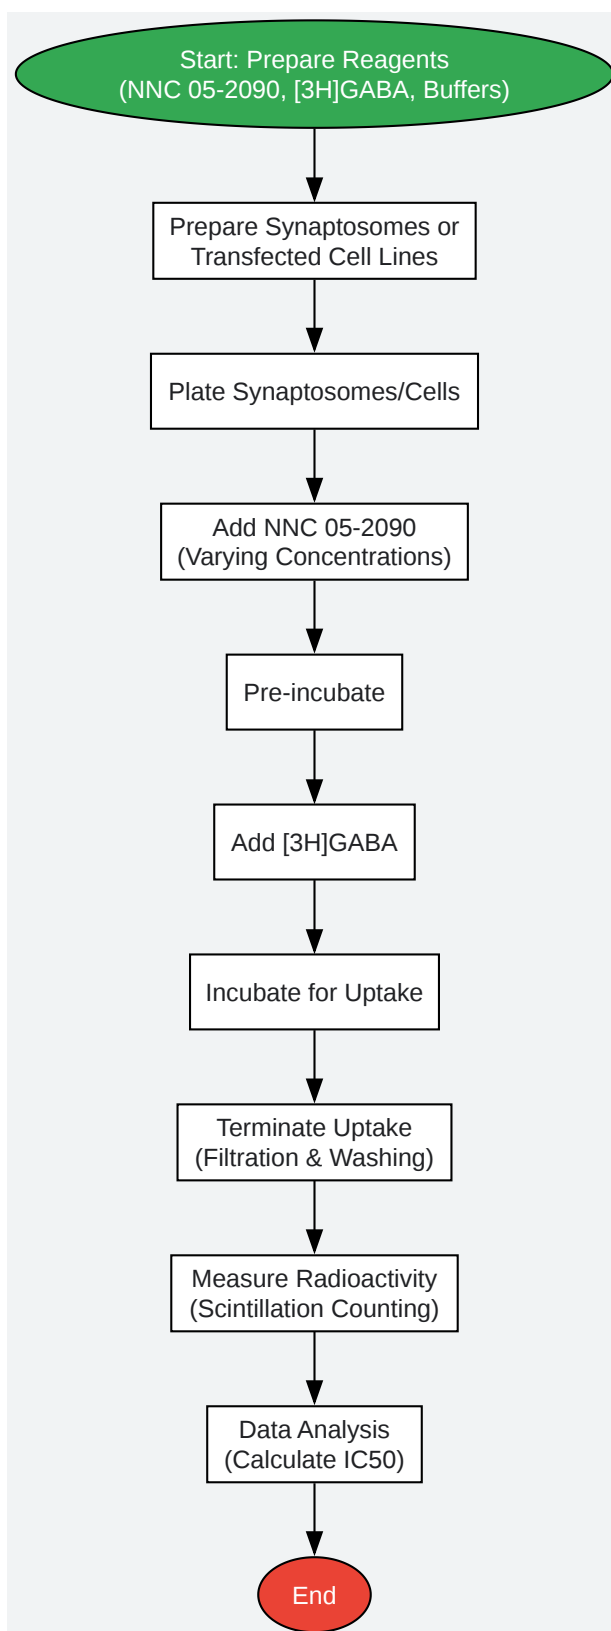 Start: Prepare Reagents
(NNC 05-2090, [3H]GABA, Buffers)
Prepare Synaptosomes or
Transfected Cell Lines
Plate Synaptosomes/Cells
Add NNC 05-2090
(Varying Concentrations)
Pre-incubate
Add [3H]GABA
Incubate for Uptake
Terminate Uptake
(Filtration & Washing)
Measure Radioactivity
(Scintillation Counting)
Data Analysis
(Calculate IC50)
End